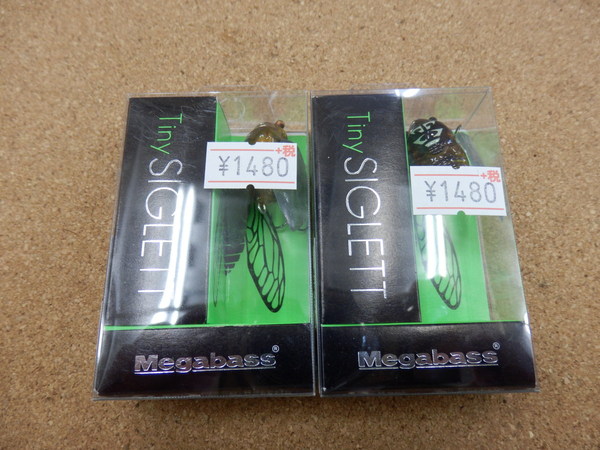 Tiny SIGLETT
+税
¥1480
Megabass®
Tiny SIGLETT
+税
¥1480
Megabass®